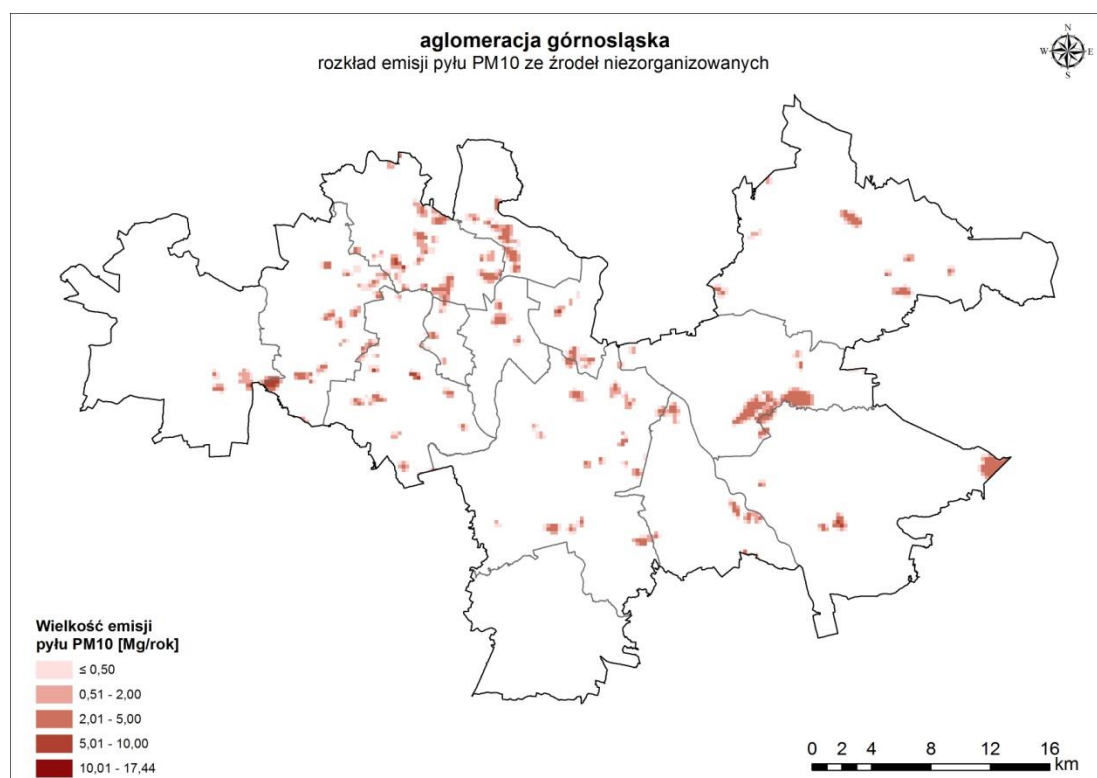 aglomeracja górnośląska
rozkład emisji pyłu PM10 ze źrodeł niezorganizowanych
N
W E
S
Wielkość emisji
pyłu PM10 [Mg/rok]
≤ 0,50
0,51 - 2,00
2,01 - 5,00
5,01 - 10,00
10,01 - 17,44
0 2 4 8 12 16
km